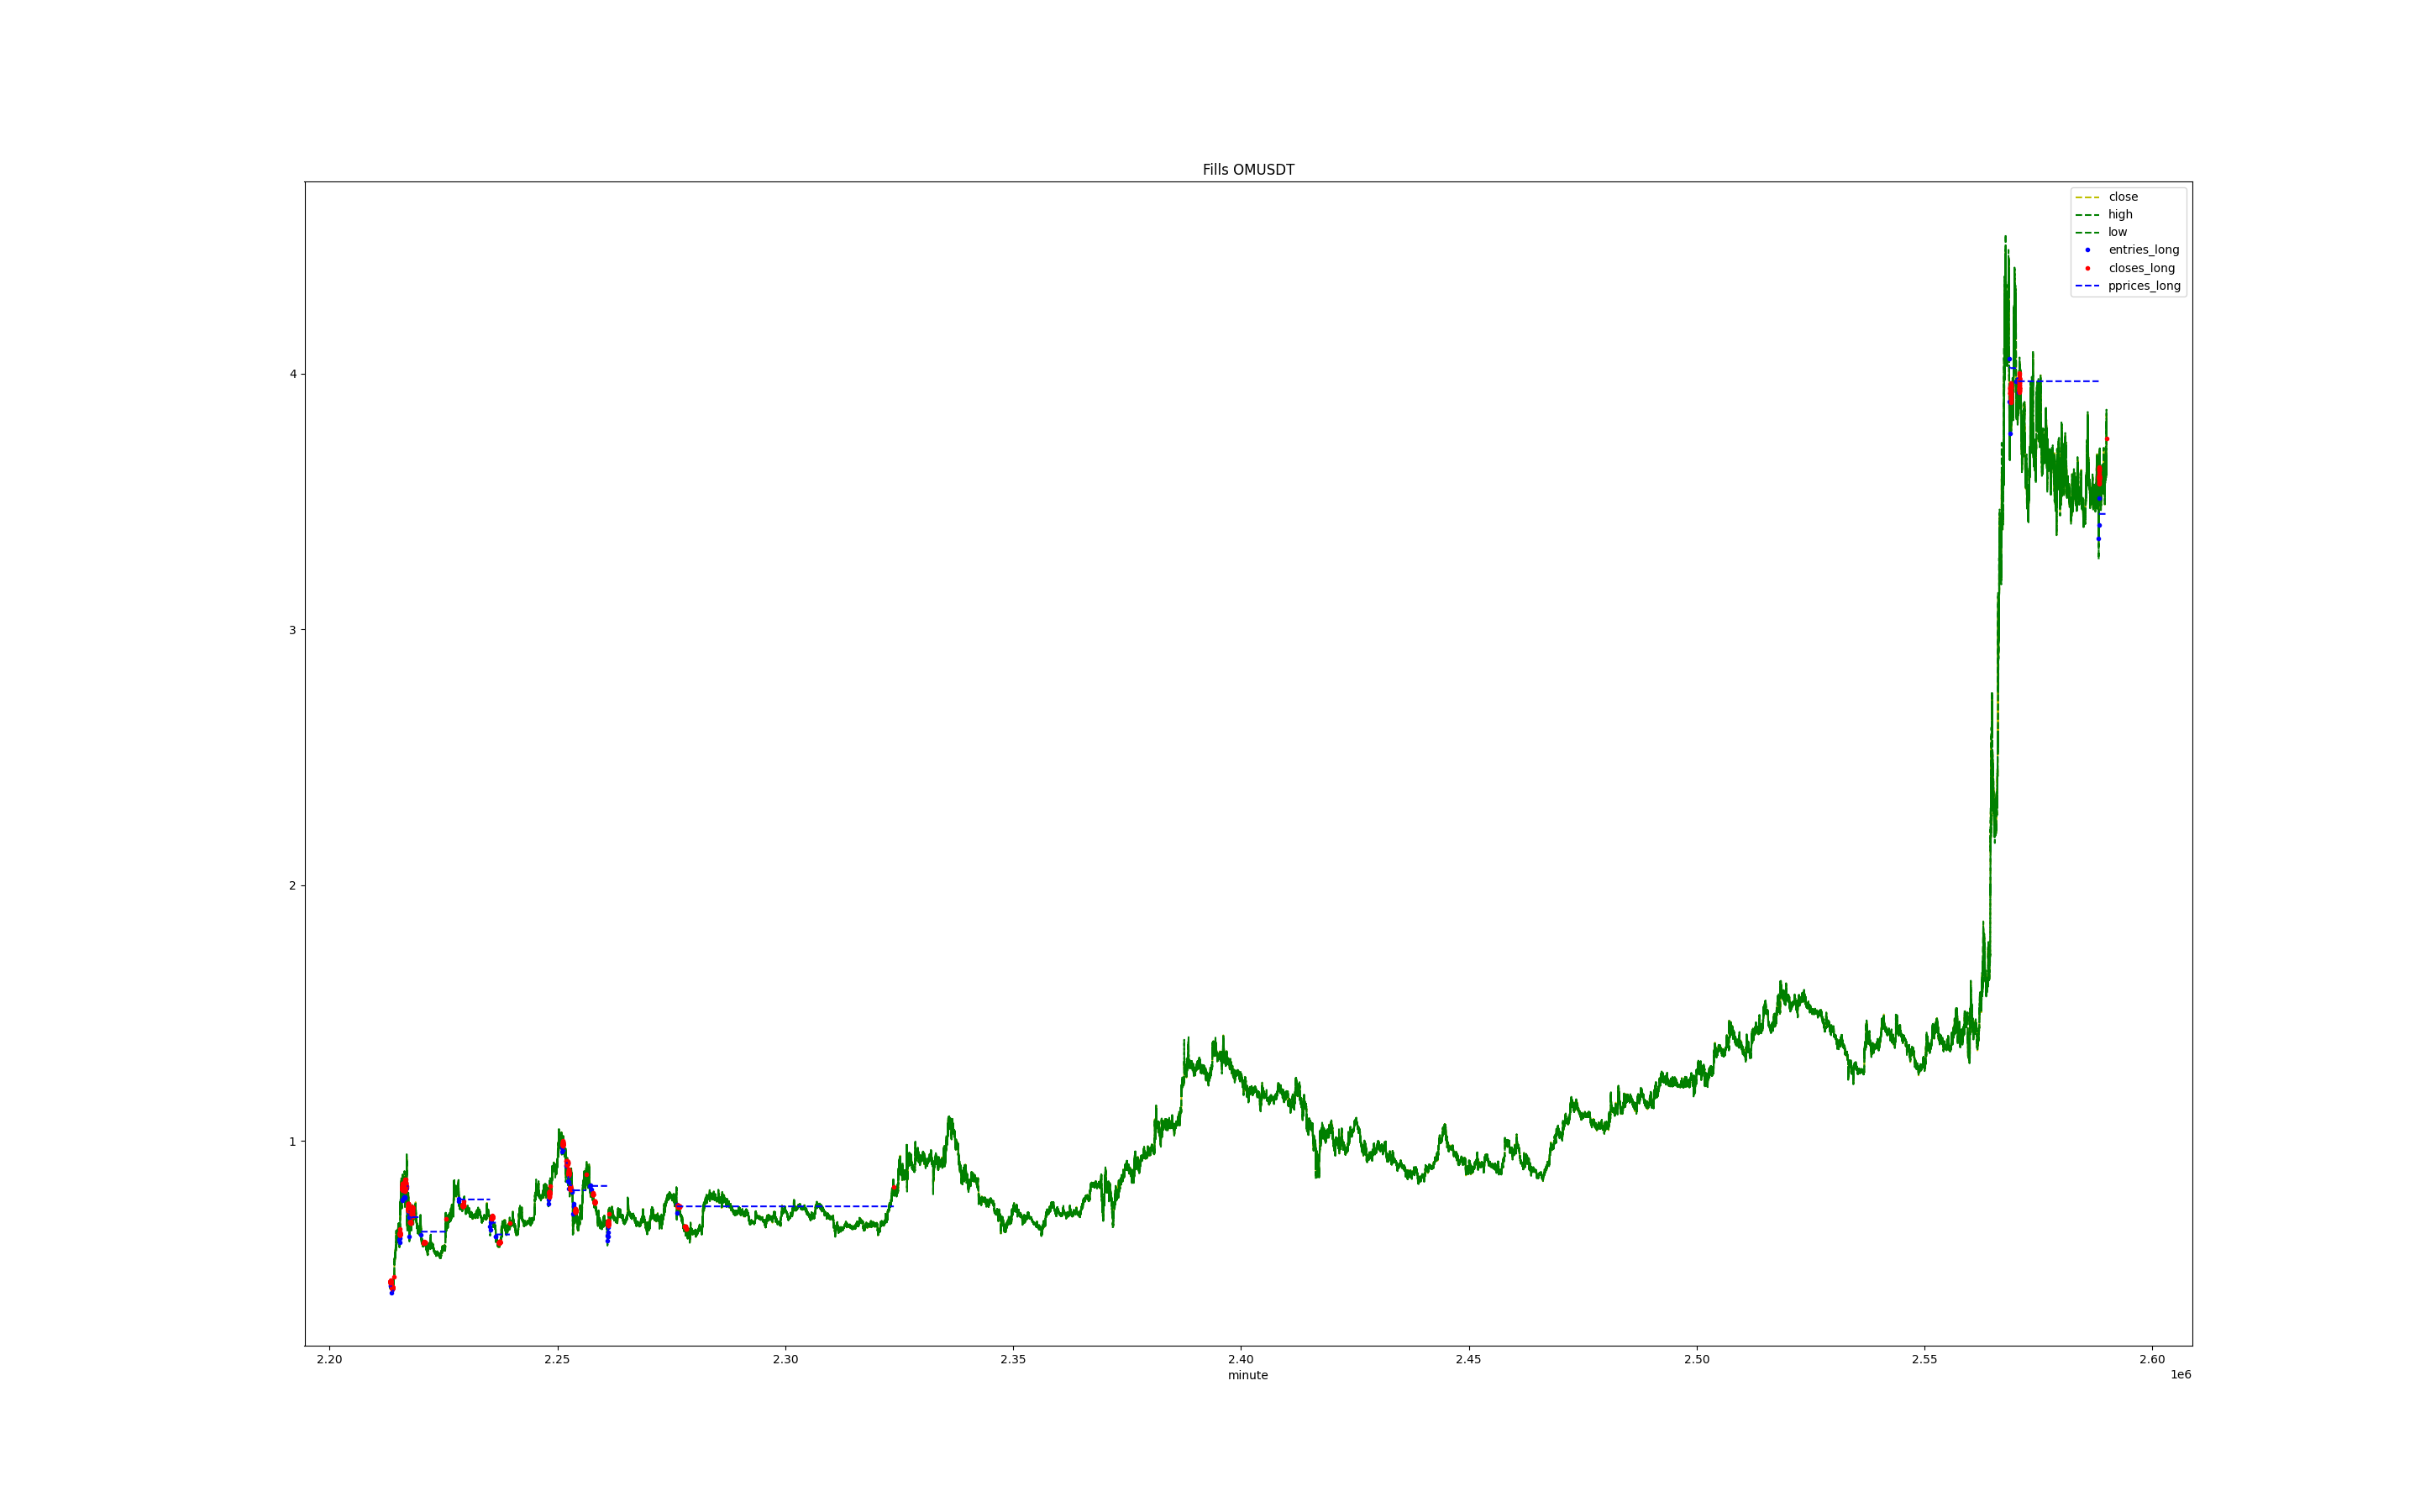 Fills OMUSDT
close
high
low
entries_long
closes_long
pprices_long
4
3
2
1
2.20 2.25 2.30 2.35 2.40 2.45 2.50 2.55 2.60
minute
1e6